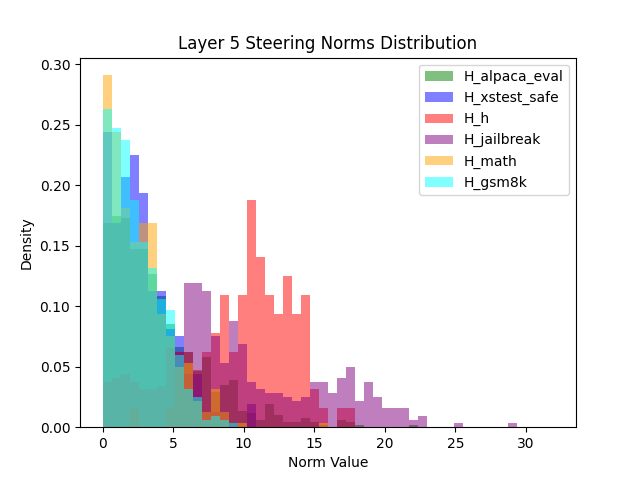 Layer 5 Steering Norms Distribution
H_alpaca_eval
H_xstest_safe
H_h
H_jailbreak
H_math
H_gsm8k
0.30
0.25
0.20
0.15
0.10
0.05
0.00
Density
0 5 10 15 20 25 30
Norm Value